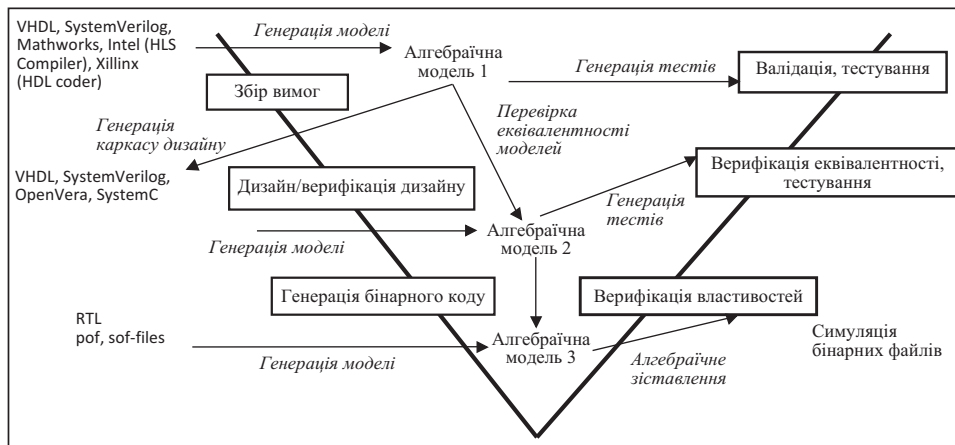 VHDL, SystemVerilog,
Mathworks, Intel (HLS
Compiler), Xillinx
(HDL coder)
Генерація моделі
Алгебраїчна
модель 1
Генерація тестів
Валідація, тестування
Збір вимог
Генерація
каркасу дизайну
Перевірка
еквівалентності
моделей
VHDL, SystemVerilog,
OpenVera, SystemC
Дизайн/верифікація дизайну
Верифікація еквівалентності,
тестування
Генерація
тестів
Генерація моделі
Алгебраїчна
модель 2
Генерація бінарного коду
Верифікація властивостей
RTL
pof, sof-files
Генерація моделі
Алгебраїчна
модель 3
Алгебраїчне
зіставлення
Симуляція
бінарних файлів